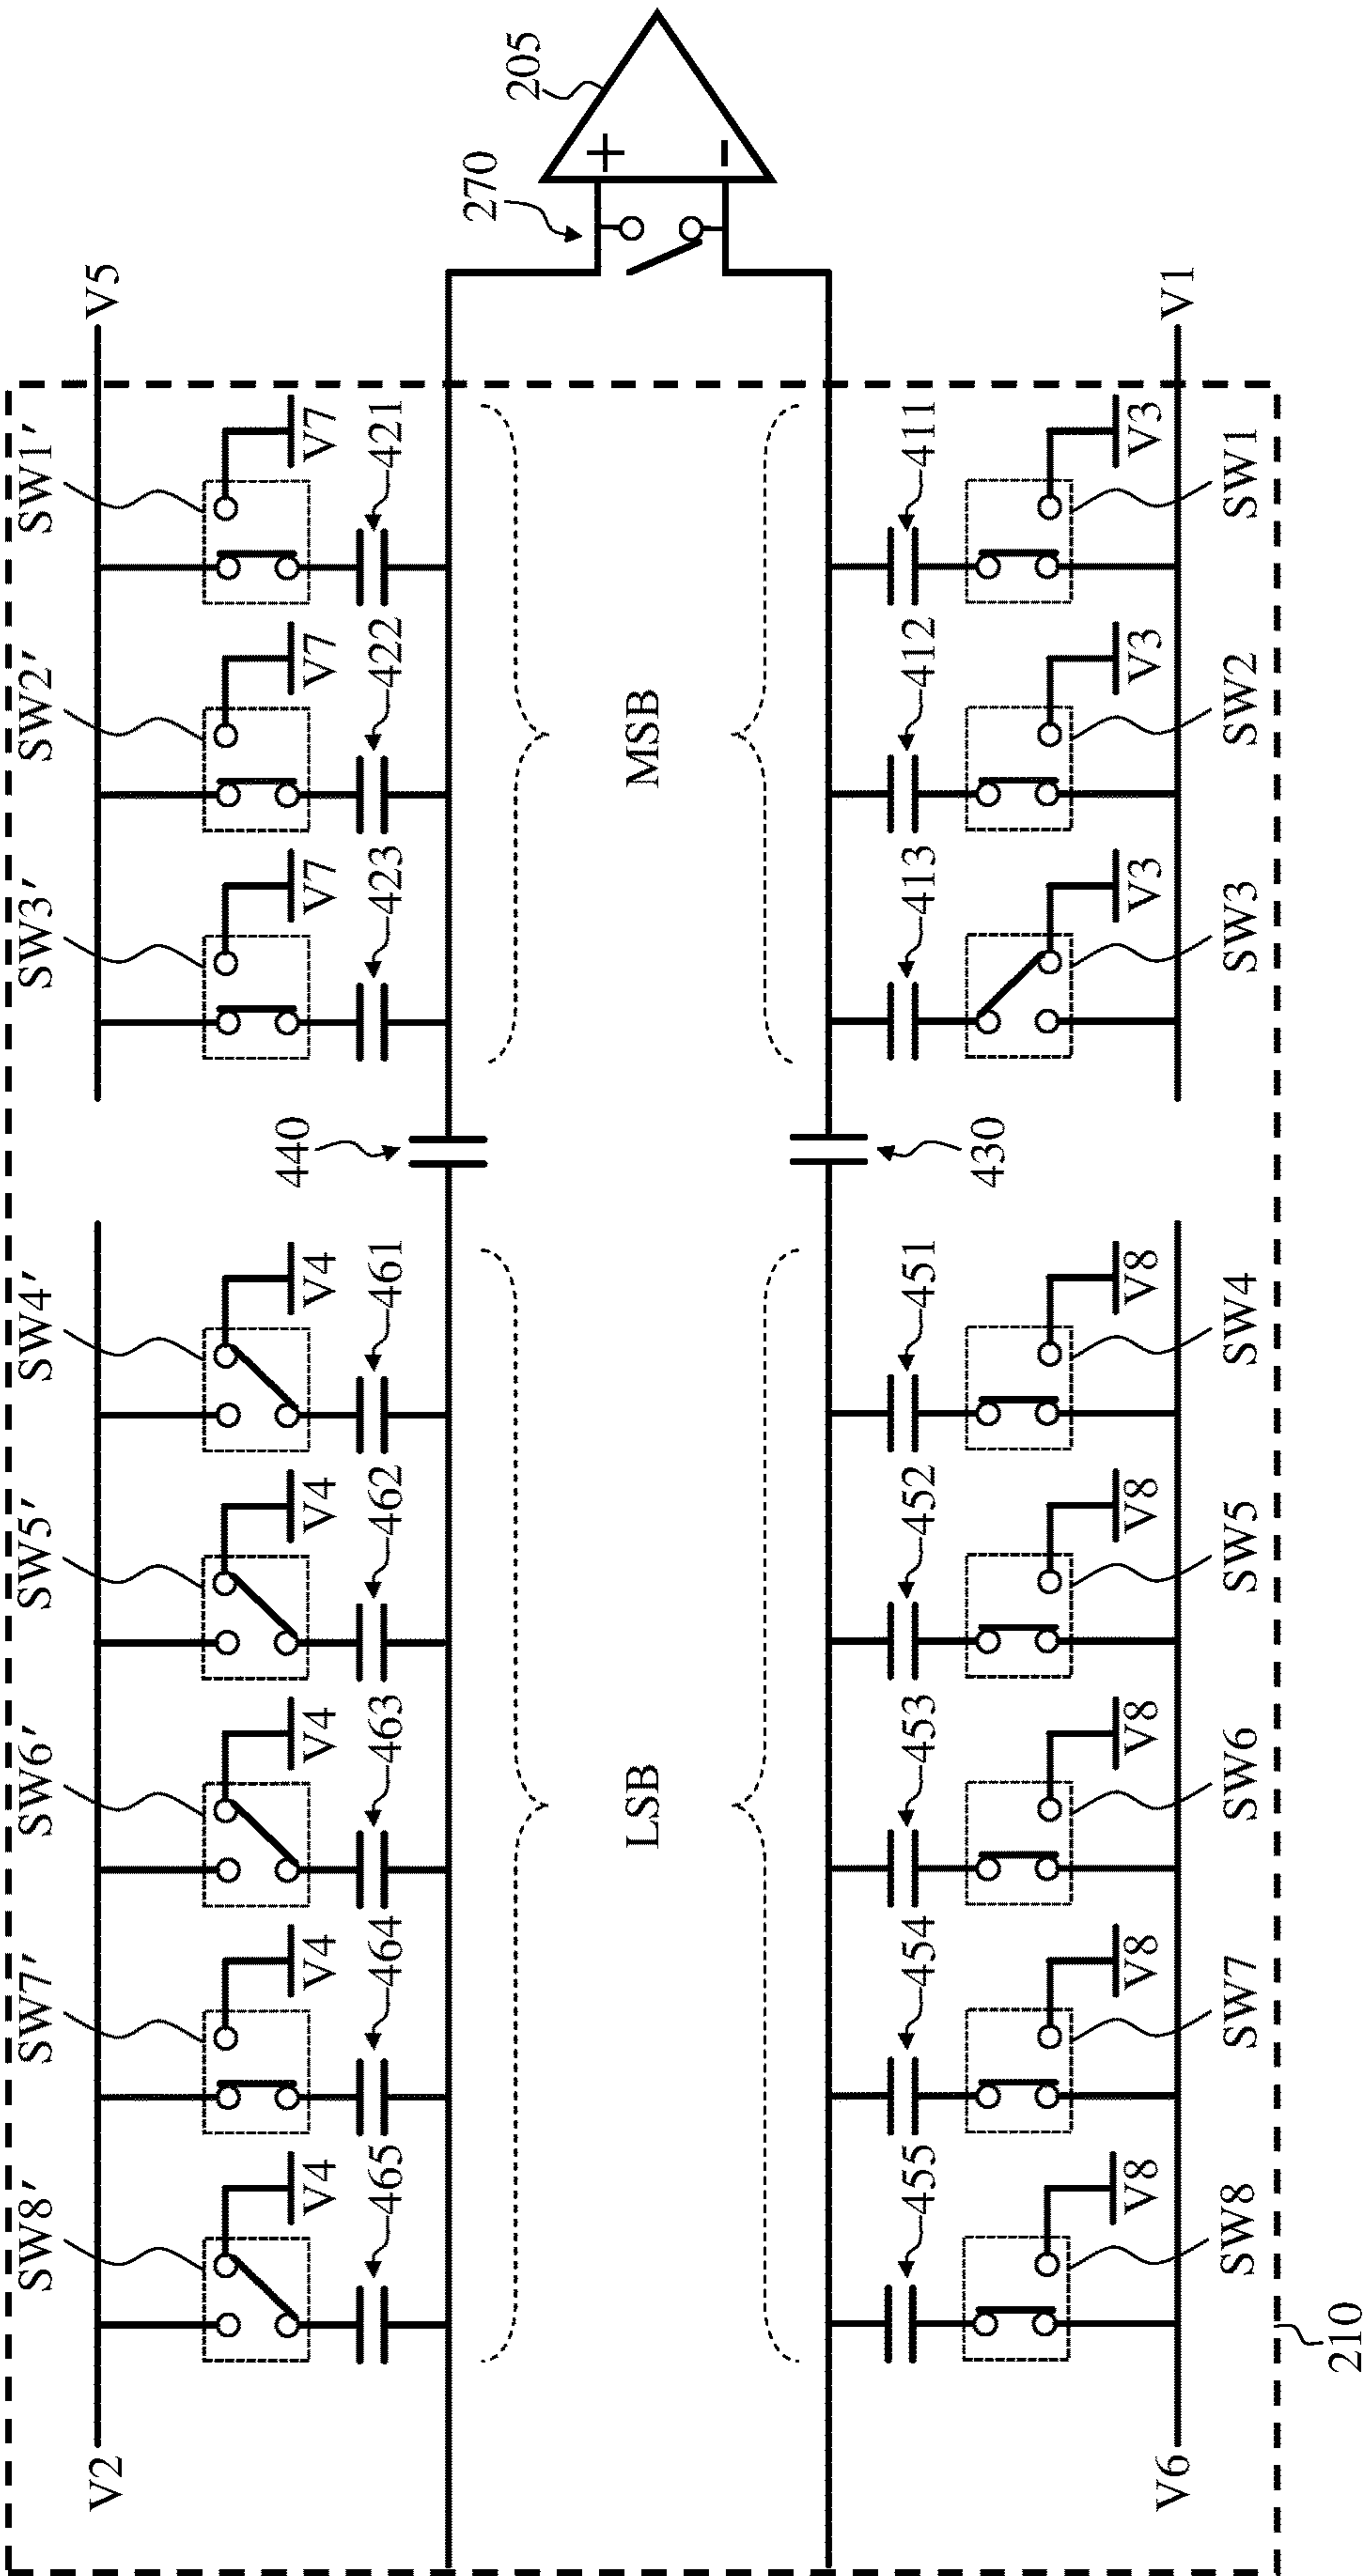 V2
V5
SW8′
SW7′
SW6′
SW5′
SW4′
SW3′
SW2′
SW1′
V4
V4
V4
V4
V4
V7
V7
V7
465
464
463
462
461
440
423
422
421
270
205
LSB
MSB
+
-
455
454
453
452
451
430
413
412
411
V8
V8
V8
V8
V8
V3
V3
V3
V6
V1
SW8
SW7
SW6
SW5
SW4
SW3
SW2
SW1
210